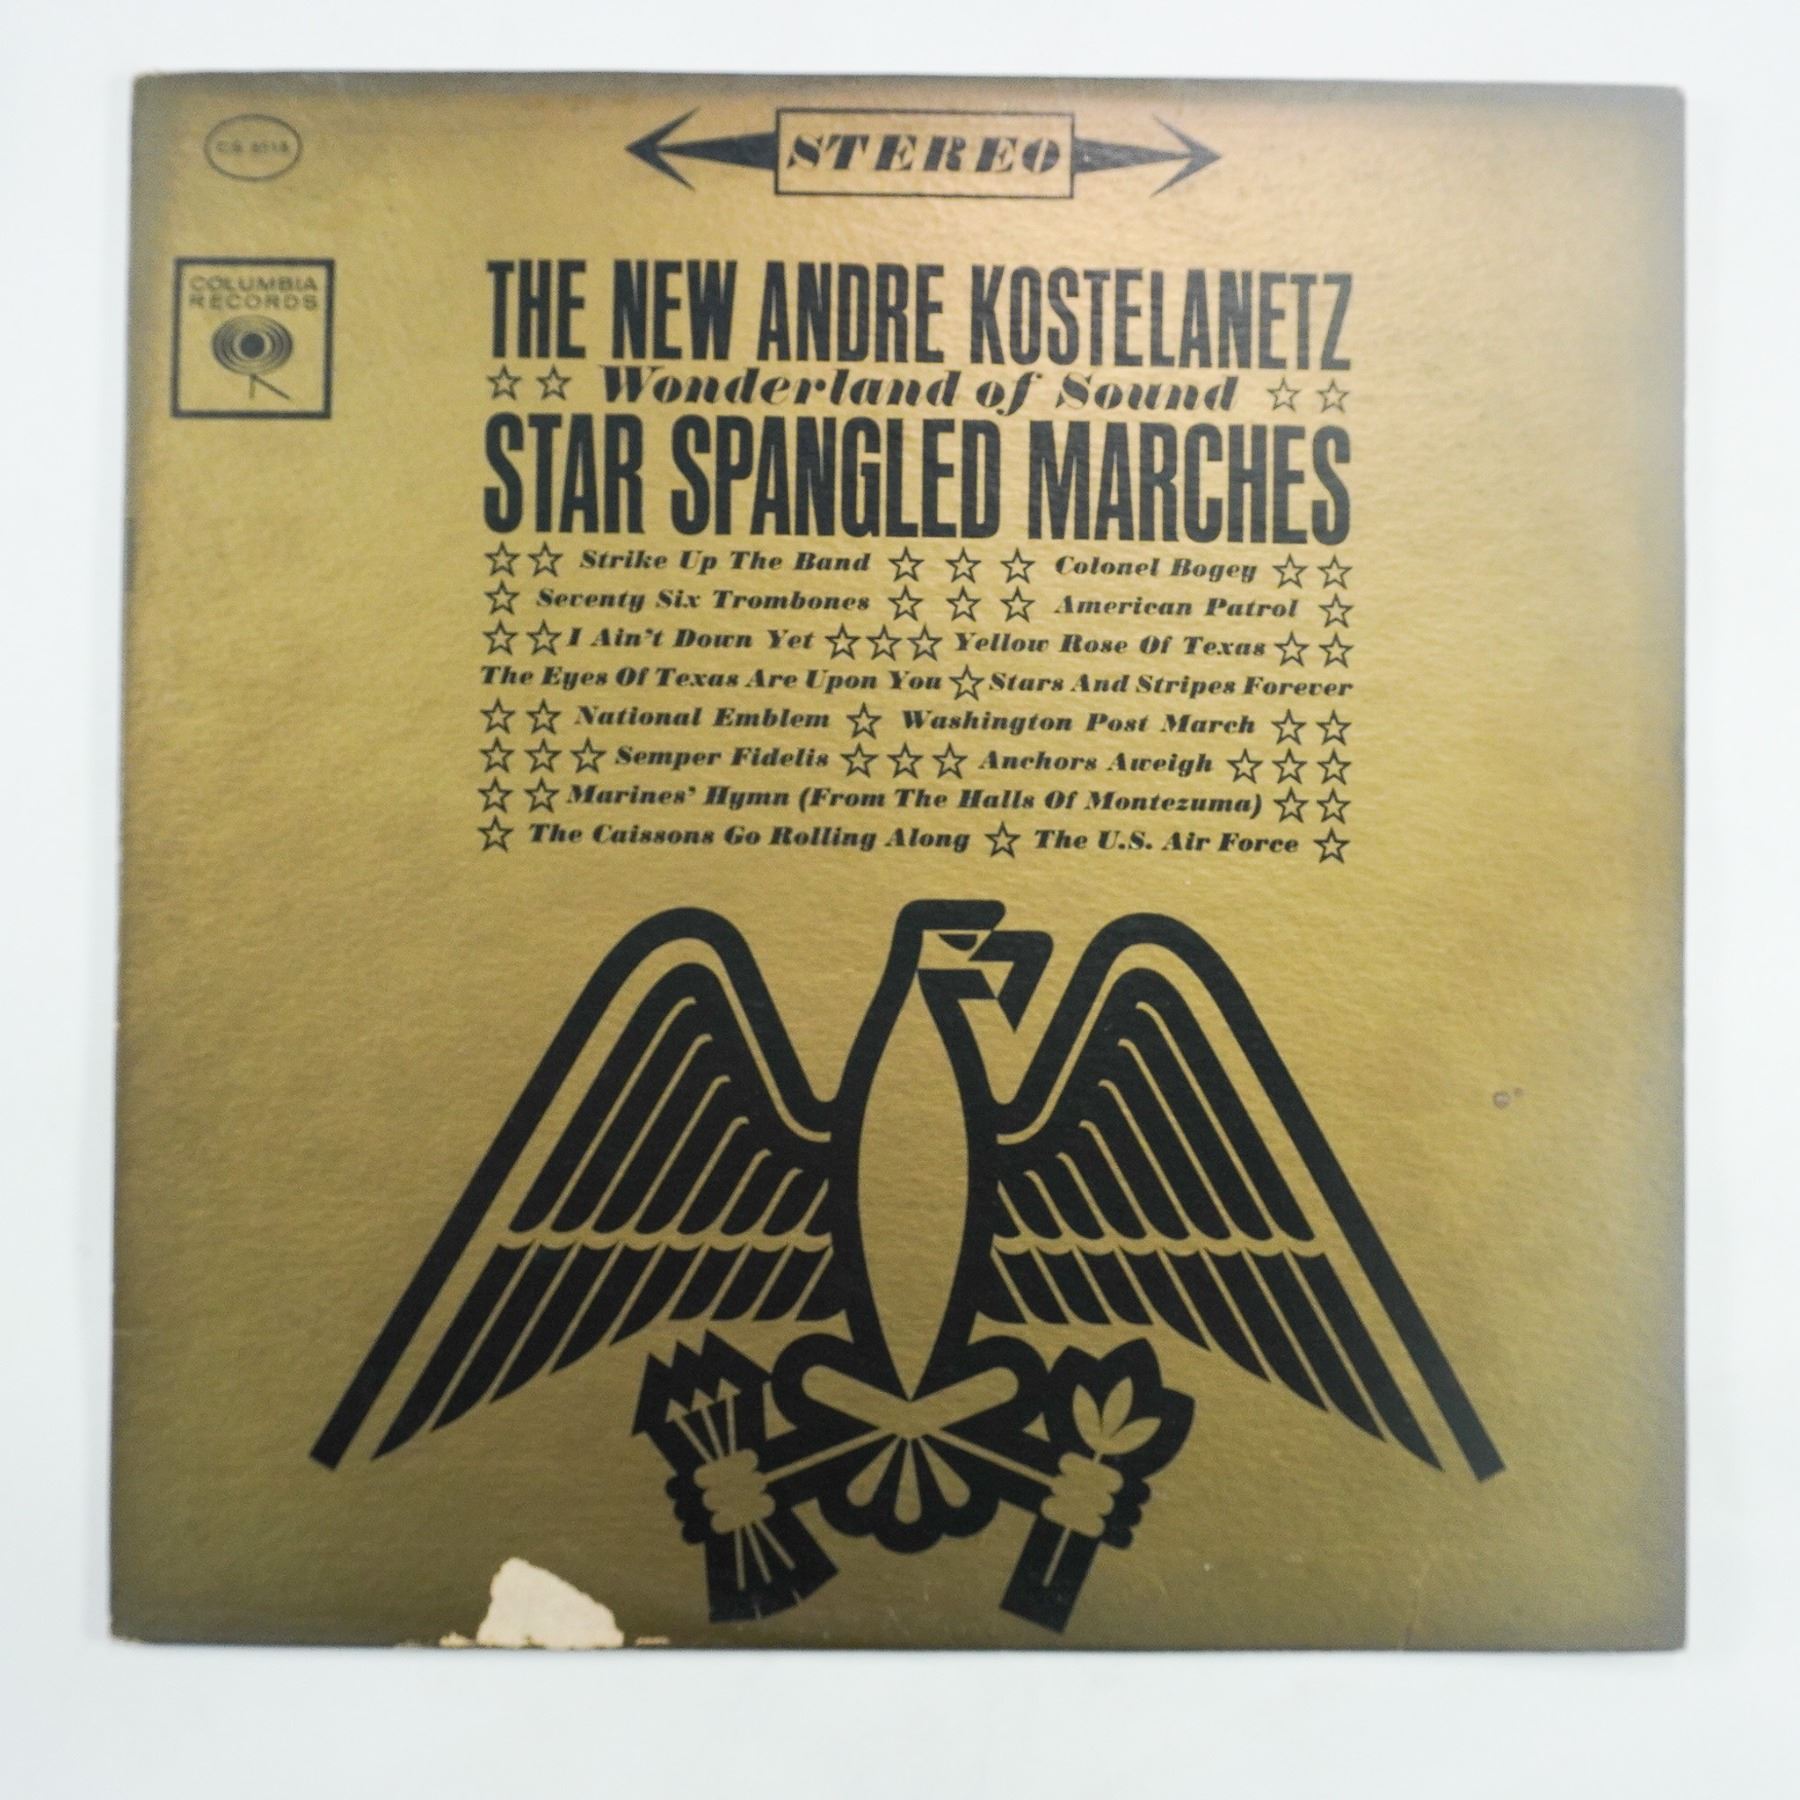 STEREO
COLUMBIA
RECORDS
THE NEW ANDRE KOSTELANETZ
Wonderland of Sound
STAR SPANGLED MARCHES
Strike Up The Band Colonel Bogey
Seventy Six Trombones American Patrol
I Ain't Down Yet Yellow Rose Of Texas
The Eyes Of Texas Are Upon You Stars And Stripes Forever
National Emblem Washington Post March
Semper Fidelis Anchors Aweigh
Marines' Hymn (From The Halls Of Montezuma)
The Caissons Go Rolling Along The U.S. Air Force